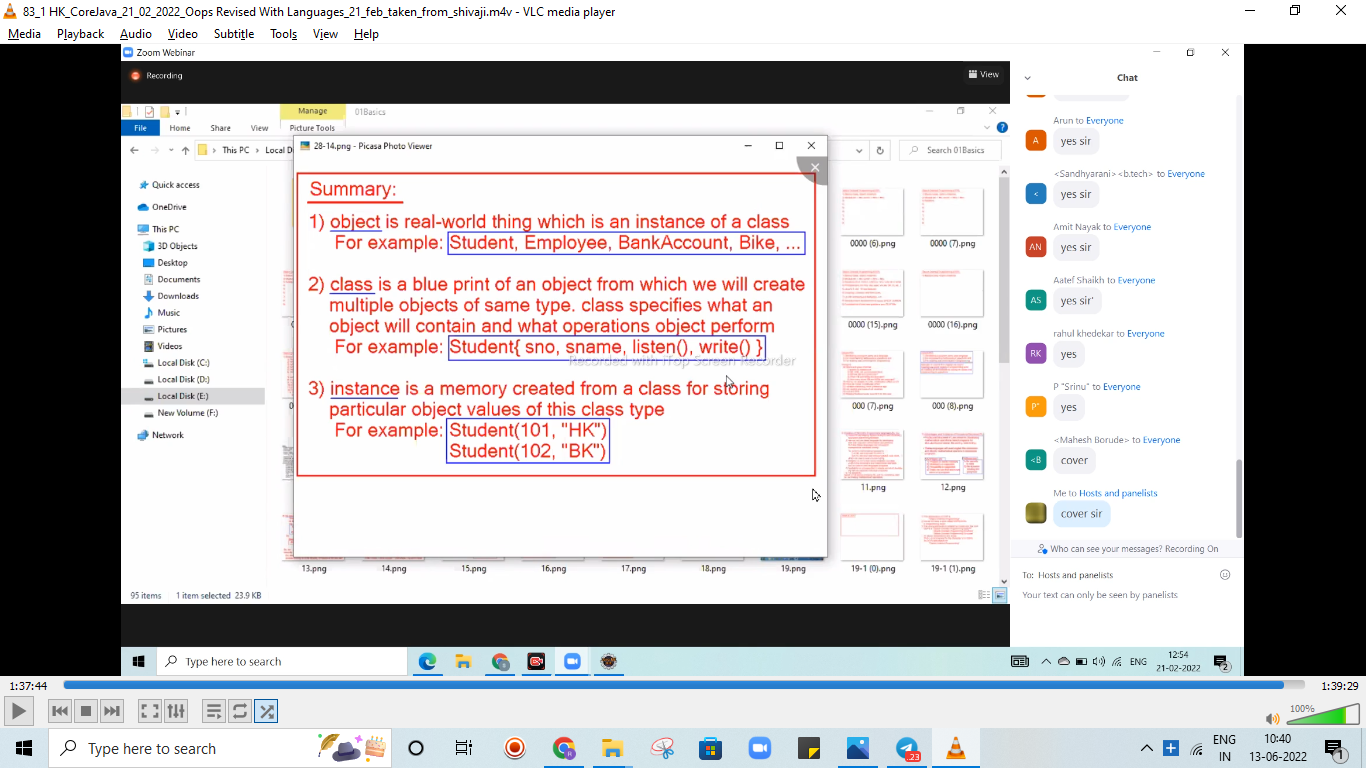 83_1 HK_CoreJava_21_02_2022_Oops Revised With Languages_21_feb_taken_from_shivaji.m4v - VLC media player
Media Playback Audio Video Subtitle Tools View Help
Zoom Webinar
Recording
View
Manage
01Basics
File Home Share View Picture Tools
This PC
Local D
Search 01Basics
28-14.png - Picasa Photo Viewer
Quick access
OneDrive
This PC
3D Objects
Desktop
Documents
Downloads
Music
Pictures
Videos
Local Disk (C:)
Local Disk (D:)
Local Disk (E:)
New Volume (F:)
Network
Summary:
1) object is real-world thing which is an instance of a class
For example: Student, Employee, BankAccount, Bike, ...
2) class is a blue print of an object from which we will create
multiple objects of same type. class specifies what an
object will contain and what operations object perform
For example: Student{ sno, sname, listen(), write() }
Recorded with iTop Screen Recorder
3) instance is a memory created from a class for storing
particular object values of this class type
For example: Student(101, "HK")
Student(102, "BK")
0000 (6).png 0000 (7).png
0000 (15).png 0000 (16).png
000 (7).png 000 (8).png
11.png 12.png
13.png 14.png 15.png 16.png 17.png 18.png 19.png 19-1 (0).png 19-1 (1).png
95 items 1 item selected 23.9 KB
Chat
Arun to Everyone
A
yes sir
<Sandhyarani><b.tech> to Everyone
<
yes sir
Amit Nayak to Everyone
AN
yes sir
Aatef Shaikh to Everyone
AS
yes sir'
rahul khedekar to Everyone
RK
yes
P "Srinu" to Everyone
P"
yes
<Mahesh Borude> to Everyone
<B
cover
Me to Hosts and panelists
cover sir
Who can see your messages? Recording On
To: Hosts and panelists
Your text can only be seen by panelists
Type here to search
ENG
12:54
21-02-2022
2
1:37:44
1:39:29
100%
Type here to search
.23
ENG
IN
10:40
13-06-2022
1